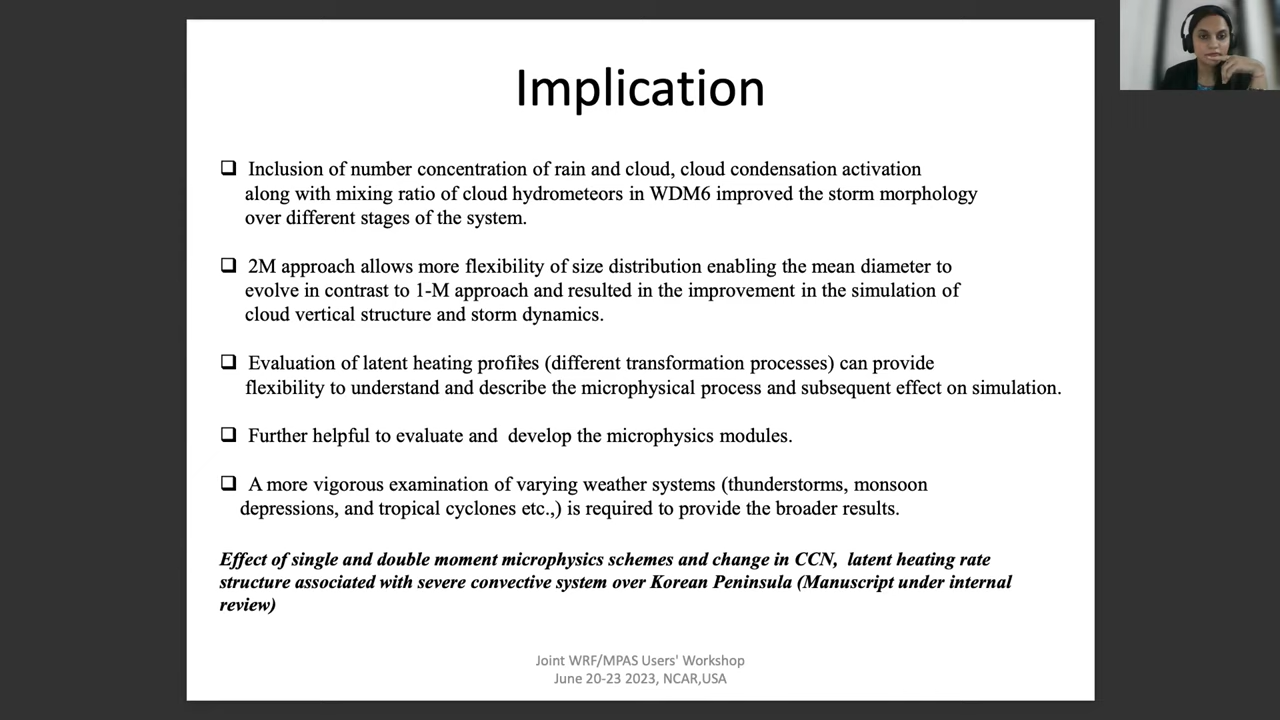 Implication
❑ Inclusion of number concentration of rain and cloud, cloud condensation activation
along with mixing ratio of cloud hydrometeors in WDM6 improved the storm morphology
over different stages of the system.
❑ 2M approach allows more flexibility of size distribution enabling the mean diameter to
evolve in contrast to 1-M approach and resulted in the improvement in the simulation of
cloud vertical structure and storm dynamics.
❑ Evaluation of latent heating profiles (different transformation processes) can provide
flexibility to understand and describe the microphysical process and subsequent effect on simulation.
❑ Further helpful to evaluate and develop the microphysics modules.
❑ A more vigorous examination of varying weather systems (thunderstorms, monsoon
depressions, and tropical cyclones etc.,) is required to provide the broader results.
Effect of single and double moment microphysics schemes and change in CCN, latent heating rate
structure associated with severe convective system over Korean Peninsula (Manuscript under internal
review)
Joint WRF/MPAS Users' Workshop
June 20-23 2023, NCAR,USA